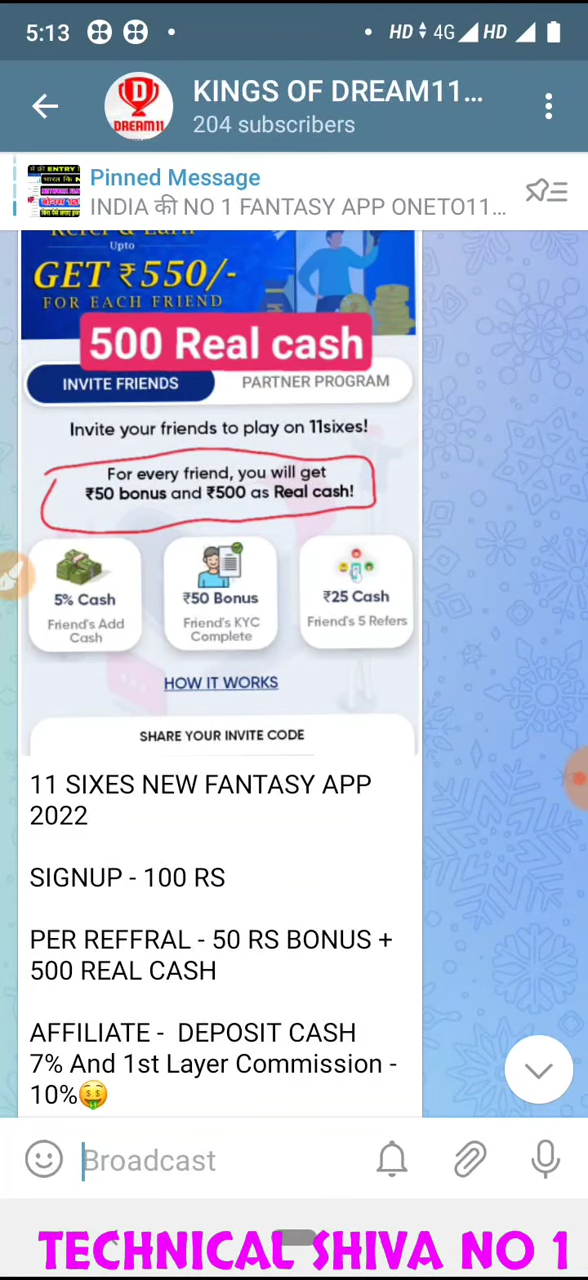 5:13
HD 4G HD
KINGS OF DREAM11...
204 subscribers
DREAM11
Pinned Message
INDIA की NO 1 FANTASY APP ONETO11...
ENTRY
Refer & Earn
Upto
GET ₹550/-
FOR EACH FRIEND
500 Real cash
INVITE FRIENDS
PARTNER PROGRAM
Invite your friends to play on 11sixes!
For every friend, you will get
₹50 bonus and ₹500 as Real cash!
5% Cash
Friend's Add
Cash
₹50 Bonus
Friend's KYC
Complete
₹25 Cash
Friend's 5 Refers
HOW IT WORKS
SHARE YOUR INVITE CODE
11 SIXES NEW FANTASY APP
2022
SIGNUP - 100 RS
PER REFFRAL - 50 RS BONUS +
500 REAL CASH
AFFILIATE - DEPOSIT CASH
7% And 1st Layer Commission -
10%🤑
Broadcast
TECHNICAL SHIVA NO 1